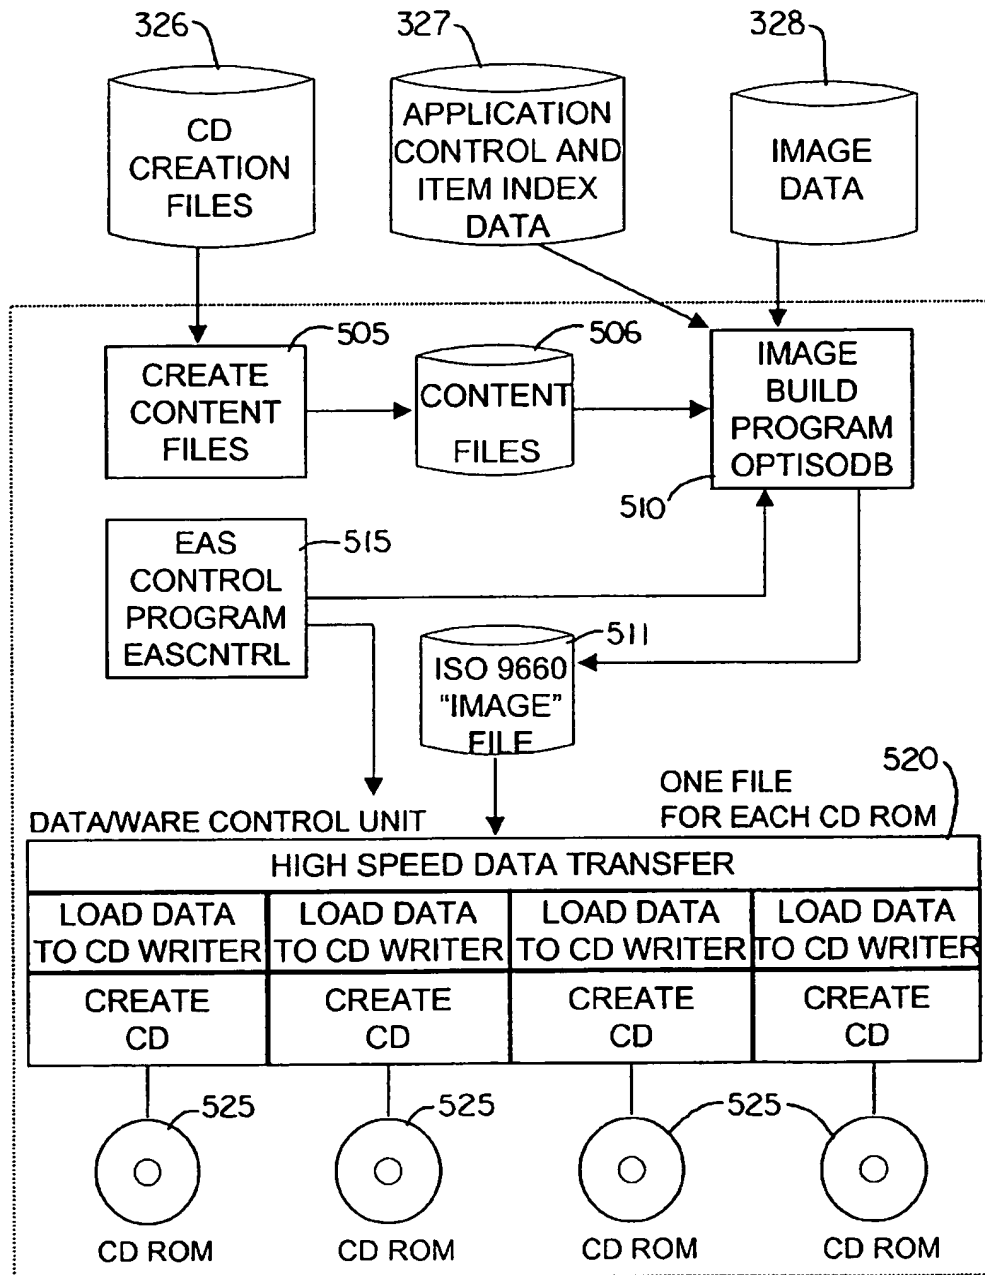 326
327
328
CD
CREATION
FILES
APPLICATION
CONTROL AND
ITEM INDEX
DATA
IMAGE
DATA
505
CREATE
CONTENT
FILES
506
CONTENT
FILES
IMAGE
BUILD
PROGRAM
OPTISODB
510
515
EAS
CONTROL
PROGRAM
EASCNTRL
511
ISO 9660
"IMAGE"
FILE
520
ONE FILE
FOR EACH CD ROM
DATA/WARE CONTROL UNIT
HIGH SPEED DATA TRANSFER
LOAD DATA
TO CD WRITER
LOAD DATA
TO CD WRITER
LOAD DATA
TO CD WRITER
LOAD DATA
TO CD WRITER
CREATE
CD
CREATE
CD
CREATE
CD
CREATE
CD
525
525
525
CD ROM
CD ROM
CD ROM
CD ROM